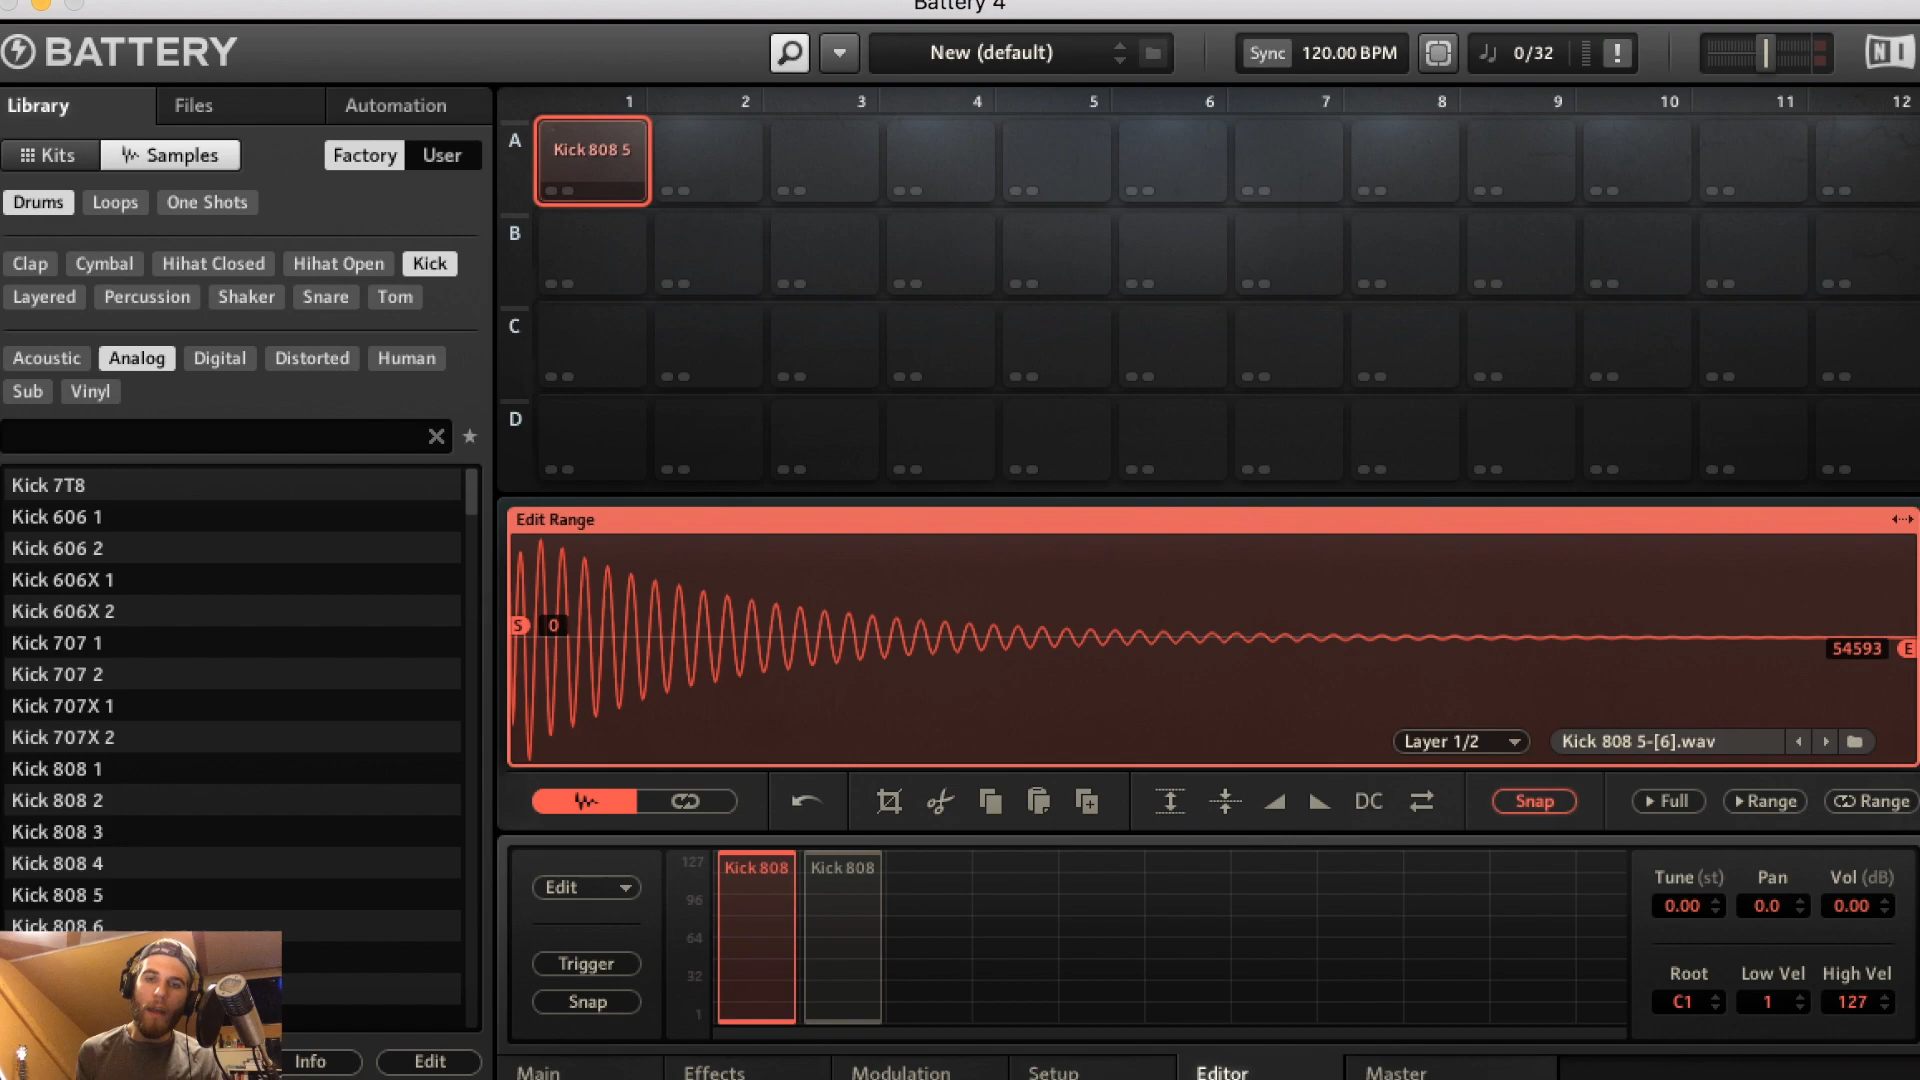 Battery 4
BATTERY
New (default)
Sync 120.00 BPM
0/32
!
NI
Library Files Automation
Kits Samples Factory User
Drums Loops One Shots
Clap Cymbal Hihat Closed Hihat Open Kick
Layered Percussion Shaker Snare Tom
Acoustic Analog Digital Distorted Human
Sub Vinyl
Kick 7T8
Kick 606 1
Kick 606 2
Kick 606X 1
Kick 606X 2
Kick 707 1
Kick 707 2
Kick 707X 1
Kick 707X 2
Kick 808 1
Kick 808 2
Kick 808 3
Kick 808 4
Kick 808 5
Kick 808 6
Info Edit
1 2 3 4 5 6 7 8 9 10 11 12
A
Kick 808 5
B
C
D
Edit Range
S 0
54593 E
Layer 1/2 Kick 808 5-[6].wav
DC Snap Full Range Range
Edit
Trigger
Snap
127
96
64
32
1
Kick 808 Kick 808
Tune (st) Pan Vol (dB)
0.00 0.0 0.00
Root Low Vel High Vel
C1 1 127
Main Effects Modulation Setup Editor Master